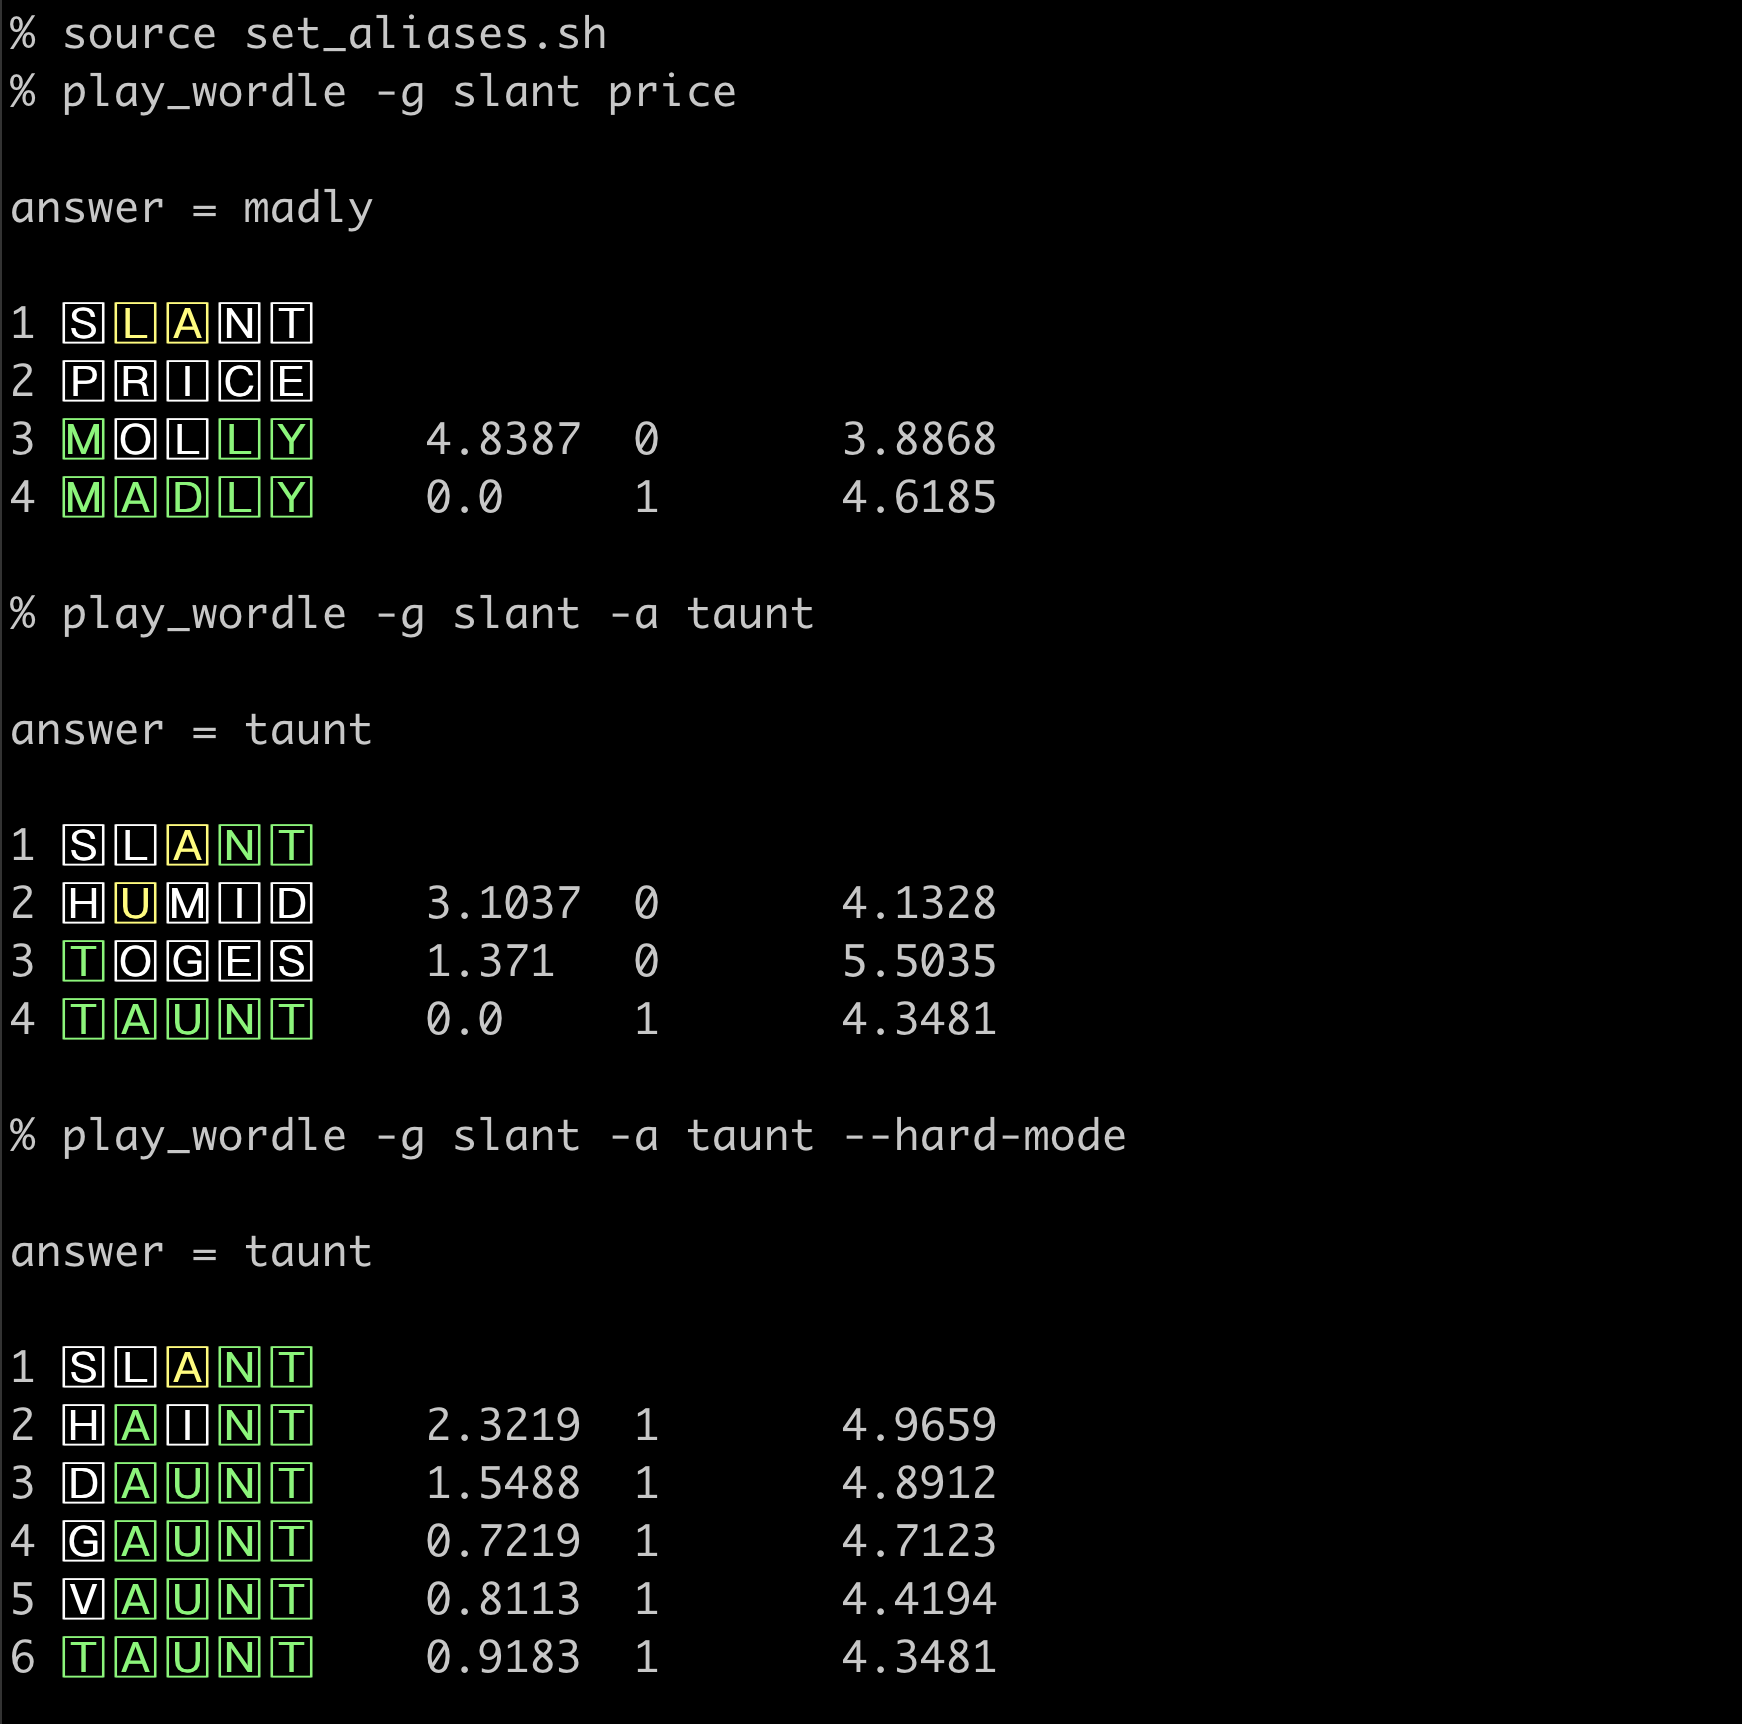 % source set_aliases.sh
% play_wordle -g slant price
answer = madly
1 SLANT
2 PRICE
3 MOLLY 4.8387 0 3.8868
4 MADLY 0.0 1 4.6185
% play_wordle -g slant -a taunt
answer = taunt
1 SLANT
2 HUMID 3.1037 0 4.1328
3 TOGES 1.371 0 5.5035
4 TAUNT 0.0 1 4.3481
% play_wordle -g slant -a taunt --hard-mode
answer = taunt
1 SLANT
2 HAINT 2.3219 1 4.9659
3 DAUNT 1.5488 1 4.8912
4 GAUNT 0.7219 1 4.7123
5 VAUNT 0.8113 1 4.4194
6 TAUNT 0.9183 1 4.3481